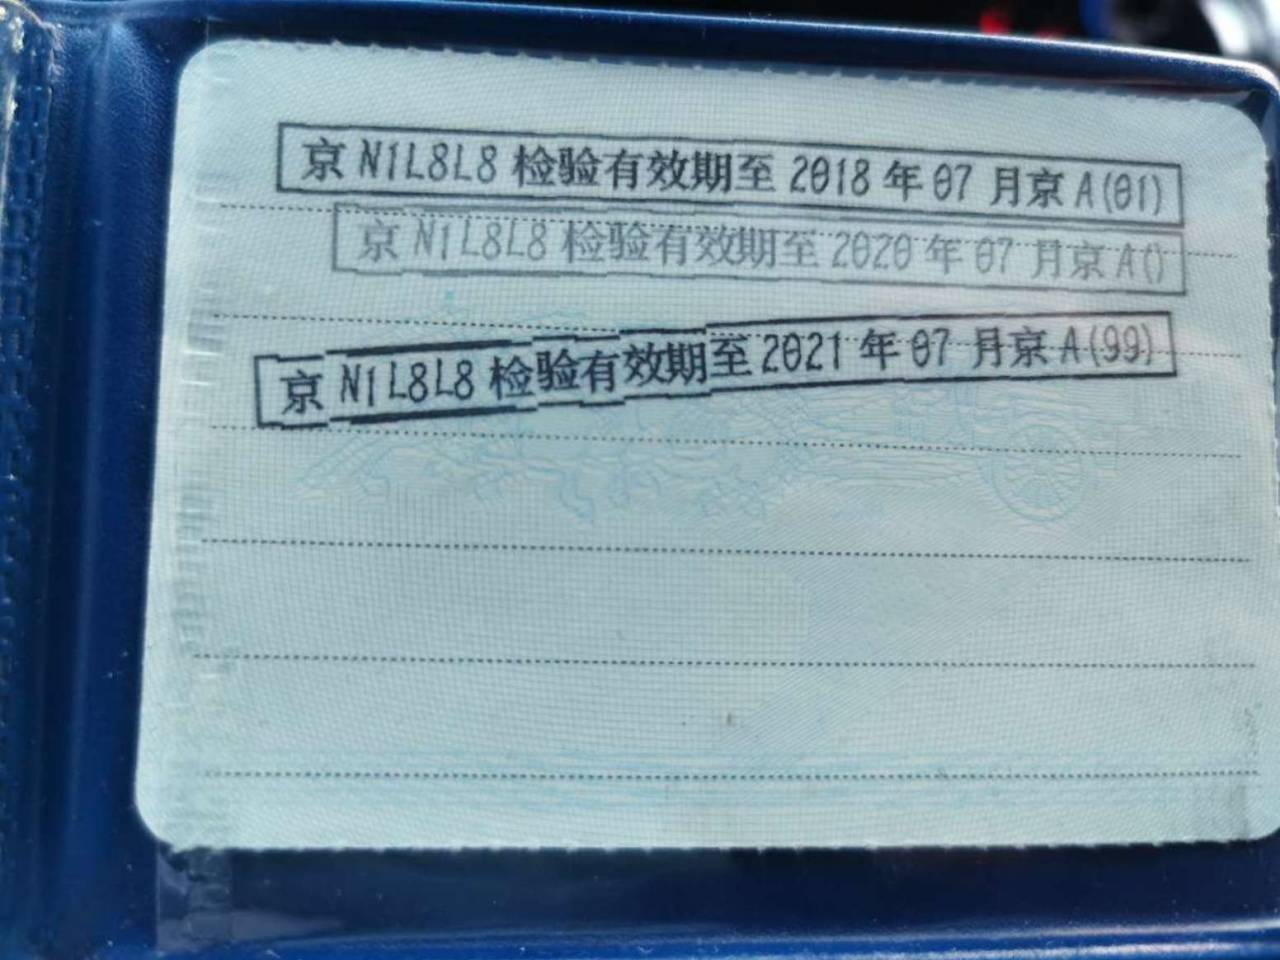 京 N1L8L8 检验有效期至 2018 年 07 月京 A(01)
京 N1L8L8 检验有效期至 2020 年 07 月京 A()
京 N1L8L8 检验有效期至 2021 年 07 月京 A(99)